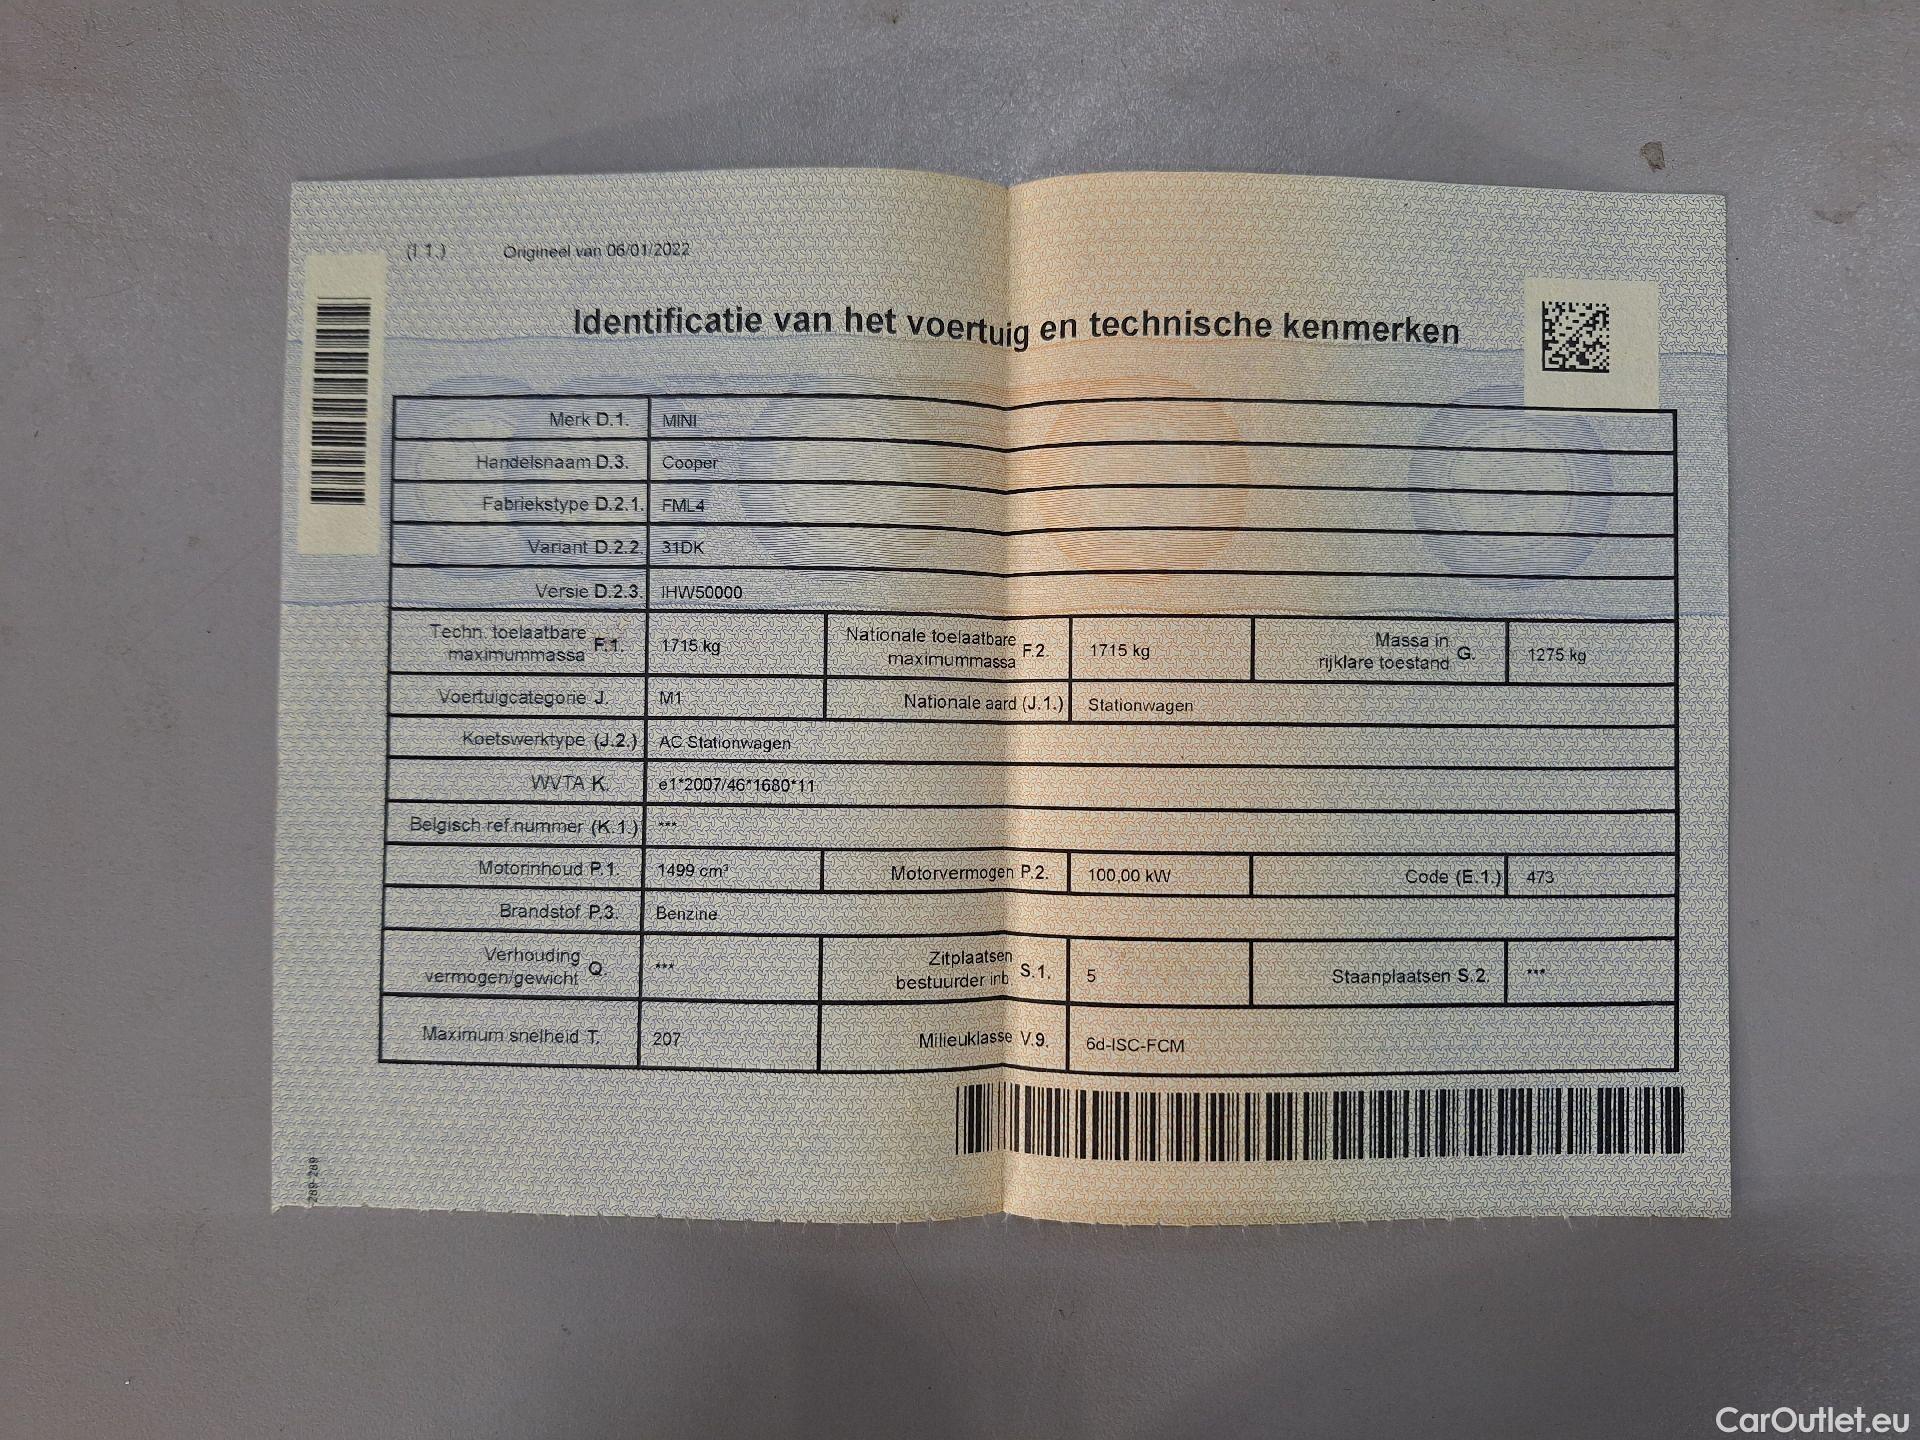 (I 1.) Origineel van 06/01/2022
Identificatie van het voertuig en technische kenmerken
Merk D.1. MINI
Handelsnaam D.3. Cooper
Fabriekstype D.2.1. FML4
Variant D.2.2. 31DK
Versie D.2.3. IHW50000
Techn. toelaatbare maximummassa F.1. 1715 kg Nationale toelaatbare maximummassa F.2. 1715 kg Massa in rijklare toestand G. 1275 kg
Voertuigcategorie J. M1 Nationale aard (J.1.) Stationwagen
Koetswerktype (J.2.) AC Stationwagen
WVTA K. e1*2007/46*1680*11
Belgisch ref.nummer (K.1.) ***
Motorinhoud P.1. 1499 cm³ Motorvermogen P.2. 100,00 kW Code (E.1.) 473
Brandstof P.3. Benzine
Verhouding vermogen/gewicht Q. *** Zitplaatsen bestuurder inb. S.1. 5 Staanplaatsen S.2. ***
Maximum snelheid T. 207 Milieuklasse V.9. 6d-ISC-FCM
289-289
CarOutlet.eu